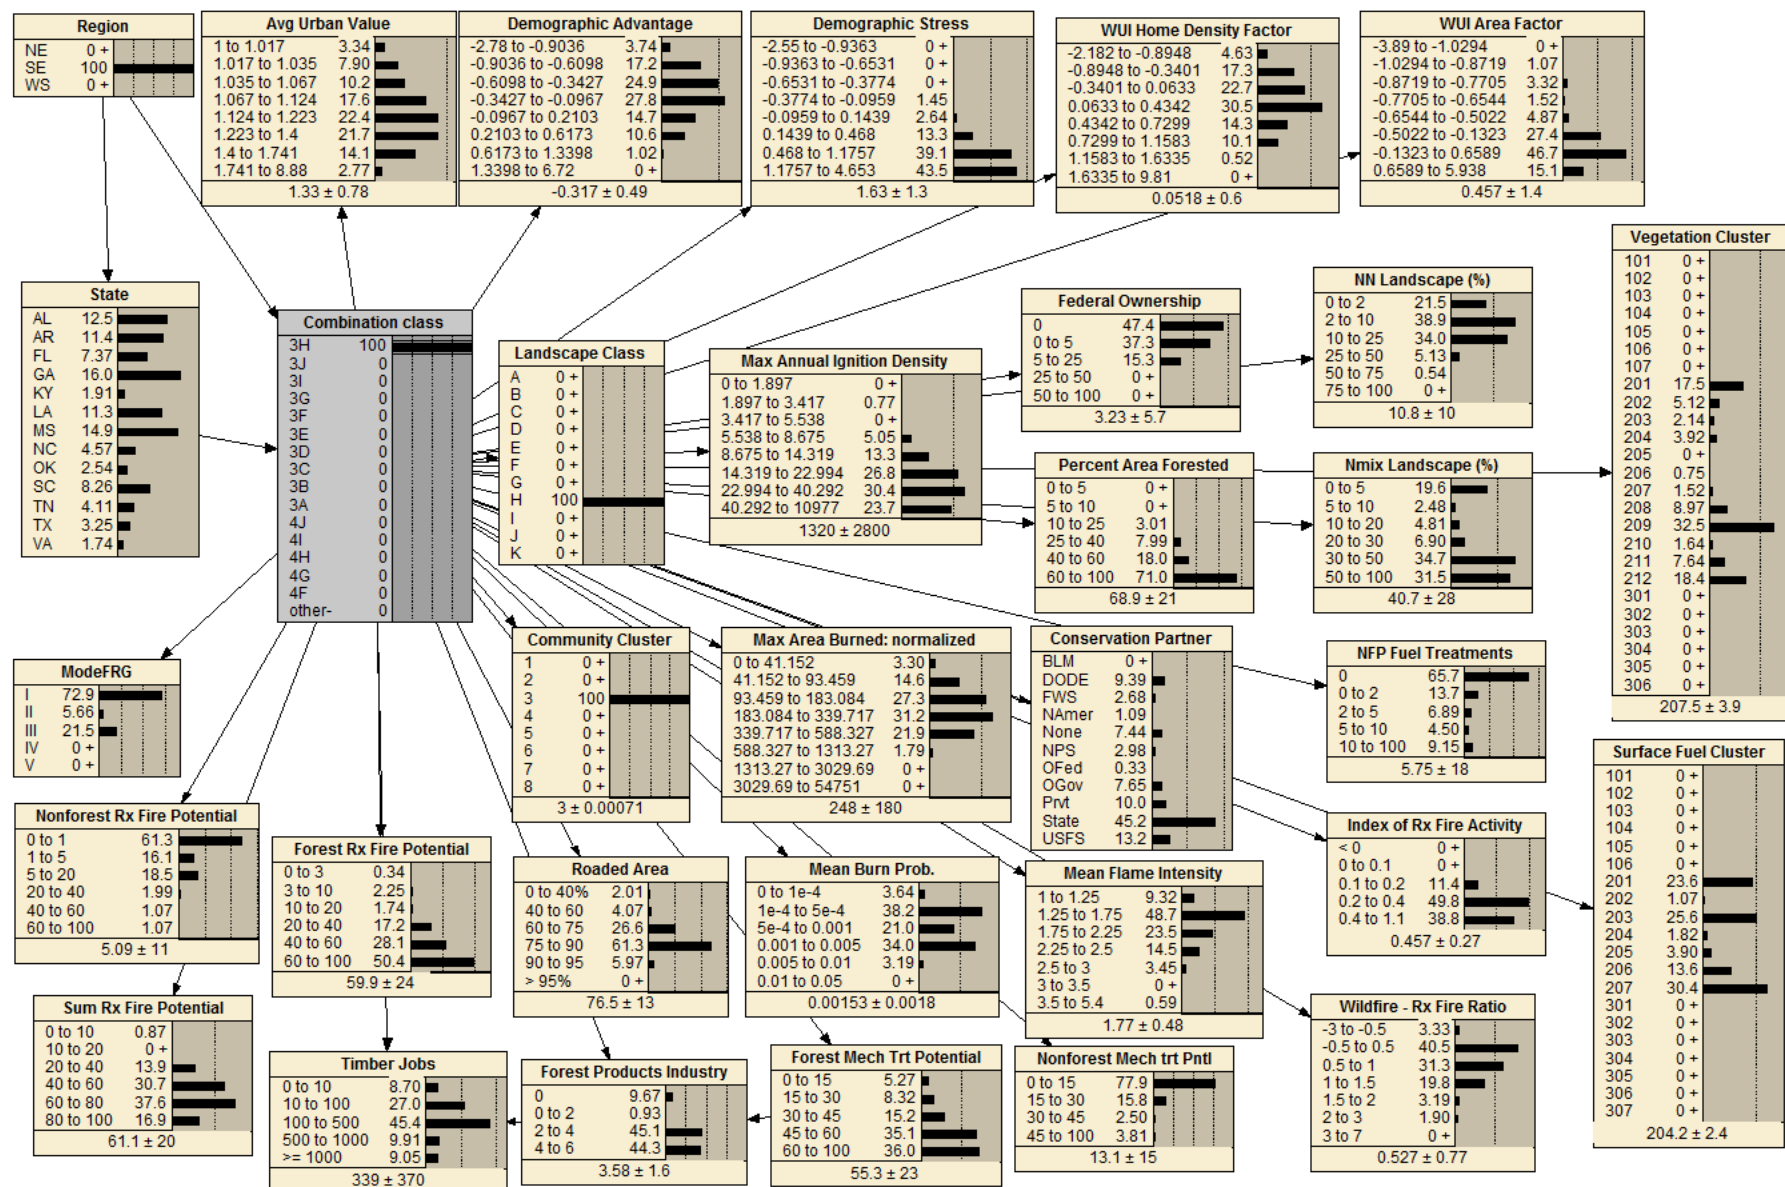 Region
NE 0 +
SE 100
WS 0 +
Avg Urban Value
1 to 1.017 3.34
1.017 to 1.035 7.90
1.035 to 1.067 10.2
1.067 to 1.124 17.6
1.124 to 1.223 22.4
1.223 to 1.4 21.7
1.4 to 1.741 14.1
1.741 to 8.88 2.77
1.33 ± 0.78
Demographic Advantage
-2.78 to -0.9036 3.74
-0.9036 to -0.6098 17.2
-0.6098 to -0.3427 24.9
-0.3427 to -0.0967 27.8
-0.0967 to 0.2103 14.7
0.2103 to 0.6173 10.6
0.6173 to 1.3398 1.02
1.3398 to 6.72 0 +
-0.317 ± 0.49
Demographic Stress
-2.55 to -0.9363 0 +
-0.9363 to -0.6531 0 +
-0.6531 to -0.3774 0 +
-0.3774 to -0.0959 1.45
-0.0959 to 0.1439 2.64
0.1439 to 0.468 13.3
0.468 to 1.1757 39.1
1.1757 to 4.653 43.5
1.63 ± 1.3
WUI Home Density Factor
-2.182 to -0.8948 4.63
-0.8948 to -0.3401 17.3
-0.3401 to 0.0633 22.7
0.0633 to 0.4342 30.5
0.4342 to 0.7299 14.3
0.7299 to 1.1583 10.1
1.1583 to 1.6335 0.52
1.6335 to 9.81 0 +
0.0518 ± 0.6
WUI Area Factor
-3.89 to -1.0294 0 +
-1.0294 to -0.8719 1.07
-0.8719 to -0.7705 3.32
-0.7705 to -0.6544 1.52
-0.6544 to -0.5022 4.87
-0.5022 to -0.1323 27.4
-0.1323 to 0.6589 46.7
0.6589 to 5.938 15.1
0.457 ± 1.4
State
AL 12.5
AR 11.4
FL 7.37
GA 16.0
KY 1.91
LA 11.3
MS 14.9
NC 4.57
OK 2.54
SC 8.26
TN 4.11
TX 3.25
VA 1.74
Combination class
3H 100
3J 0
3I 0
3G 0
3F 0
3E 0
3D 0
3C 0
3B 0
3A 0
4J 0
4I 0
4H 0
4G 0
4F 0
other- 0
Landscape Class
A 0 +
B 0 +
C 0 +
D 0 +
E 0 +
F 0 +
G 0 +
H 100
I 0 +
J 0 +
K 0 +
Max Annual Ignition Density
0 to 1.897 0 +
1.897 to 3.417 0.77
3.417 to 5.538 0 +
5.538 to 8.675 5.05
8.675 to 14.319 13.3
14.319 to 22.994 26.8
22.994 to 40.292 30.4
40.292 to 10977 23.7
1320 ± 2800
Federal Ownership
0 47.4
0 to 5 37.3
5 to 25 15.3
25 to 50 0 +
50 to 100 0 +
3.23 ± 5.7
NN Landscape (%)
0 to 2 21.5
2 to 10 38.9
10 to 25 34.0
25 to 50 5.13
50 to 75 0.54
75 to 100 0 +
10.8 ± 10
Vegetation Cluster
101 0 +
102 0 +
103 0 +
104 0 +
105 0 +
106 0 +
107 0 +
201 17.5
202 5.12
203 2.14
204 3.92
205 0 +
206 0.75
207 1.52
208 8.97
209 32.5
210 1.64
211 7.64
212 18.4
301 0 +
302 0 +
303 0 +
304 0 +
305 0 +
306 0 +
207.5 ± 3.9
Percent Area Forested
0 to 5 0 +
5 to 10 0 +
10 to 25 3.01
25 to 40 7.99
40 to 60 18.0
60 to 100 71.0
68.9 ± 21
Nmix Landscape (%)
0 to 5 19.6
5 to 10 2.48
10 to 20 4.81
20 to 30 6.90
30 to 50 34.7
50 to 100 31.5
40.7 ± 28
ModeFRG
I 72.9
II 5.66
III 21.5
IV 0 +
V 0 +
Community Cluster
1 0 +
2 0 +
3 100
4 0 +
5 0 +
6 0 +
7 0 +
8 0 +
3 ± 0.00071
Max Area Burned: normalized
0 to 41.152 3.30
41.152 to 93.459 14.6
93.459 to 183.084 27.3
183.084 to 339.717 31.2
339.717 to 588.327 21.9
588.327 to 1313.27 1.79
1313.27 to 3029.69 0 +
3029.69 to 54751 0 +
248 ± 180
Conservation Partner
BLM 0 +
DODE 9.39
FWS 2.68
NAmer 1.09
None 7.44
NPS 2.98
OFed 0.33
OGov 7.65
Prvt 10.0
State 45.2
USFS 13.2
NFP Fuel Treatments
0 65.7
0 to 2 13.7
2 to 5 6.89
5 to 10 4.50
10 to 100 9.15
5.75 ± 18
Surface Fuel Cluster
101 0 +
102 0 +
103 0 +
104 0 +
105 0 +
106 0 +
201 23.6
202 1.07
203 25.6
204 1.82
205 3.90
206 13.6
207 30.4
301 0 +
302 0 +
303 0 +
304 0 +
305 0 +
306 0 +
307 0 +
204.2 ± 2.4
Nonforest Rx Fire Potential
0 to 1 61.3
1 to 5 16.1
5 to 20 18.5
20 to 40 1.99
40 to 60 1.07
60 to 100 1.07
5.09 ± 11
Forest Rx Fire Potential
0 to 3 0.34
3 to 10 2.25
10 to 20 1.74
20 to 40 17.2
40 to 60 28.1
60 to 100 50.4
59.9 ± 24
Roaded Area
0 to 40% 2.01
40 to 60 4.07
60 to 75 26.6
75 to 90 61.3
90 to 95 5.97
> 95% 0 +
76.5 ± 13
Mean Burn Prob.
0 to 1e-4 3.64
1e-4 to 5e-4 38.2
5e-4 to 0.001 21.0
0.001 to 0.005 34.0
0.005 to 0.01 3.19
0.01 to 0.05 0 +
0.00153 ± 0.0018
Mean Flame Intensity
1 to 1.25 9.32
1.25 to 1.75 48.7
1.75 to 2.25 23.5
2.25 to 2.5 14.5
2.5 to 3 3.45
3 to 3.5 0 +
3.5 to 5.4 0.59
1.77 ± 0.48
Index of Rx Fire Activity
< 0 0 +
0 to 0.1 0 +
0.1 to 0.2 11.4
0.2 to 0.4 49.8
0.4 to 1.1 38.8
0.457 ± 0.27
Sum Rx Fire Potential
0 to 10 0.87
10 to 20 0 +
20 to 40 13.9
40 to 60 30.7
60 to 80 37.6
80 to 100 16.9
61.1 ± 20
Timber Jobs
0 to 10 8.70
10 to 100 27.0
100 to 500 45.4
500 to 1000 9.91
>= 1000 9.05
339 ± 370
Forest Products Industry
0 9.67
0 to 2 0.93
2 to 4 45.1
4 to 6 44.3
3.58 ± 1.6
Forest Mech Trt Potential
0 to 15 5.27
15 to 30 8.32
30 to 45 15.2
45 to 60 35.1
60 to 100 36.0
55.3 ± 23
Nonforest Mech trt Pntl
0 to 15 77.9
15 to 30 15.8
30 to 45 2.50
45 to 100 3.81
13.1 ± 15
Wildfire - Rx Fire Ratio
-3 to -0.5 3.33
-0.5 to 0.5 40.5
0.5 to 1 31.3
1 to 1.5 19.8
1.5 to 2 3.19
2 to 3 1.90
3 to 7 0 +
0.527 ± 0.77